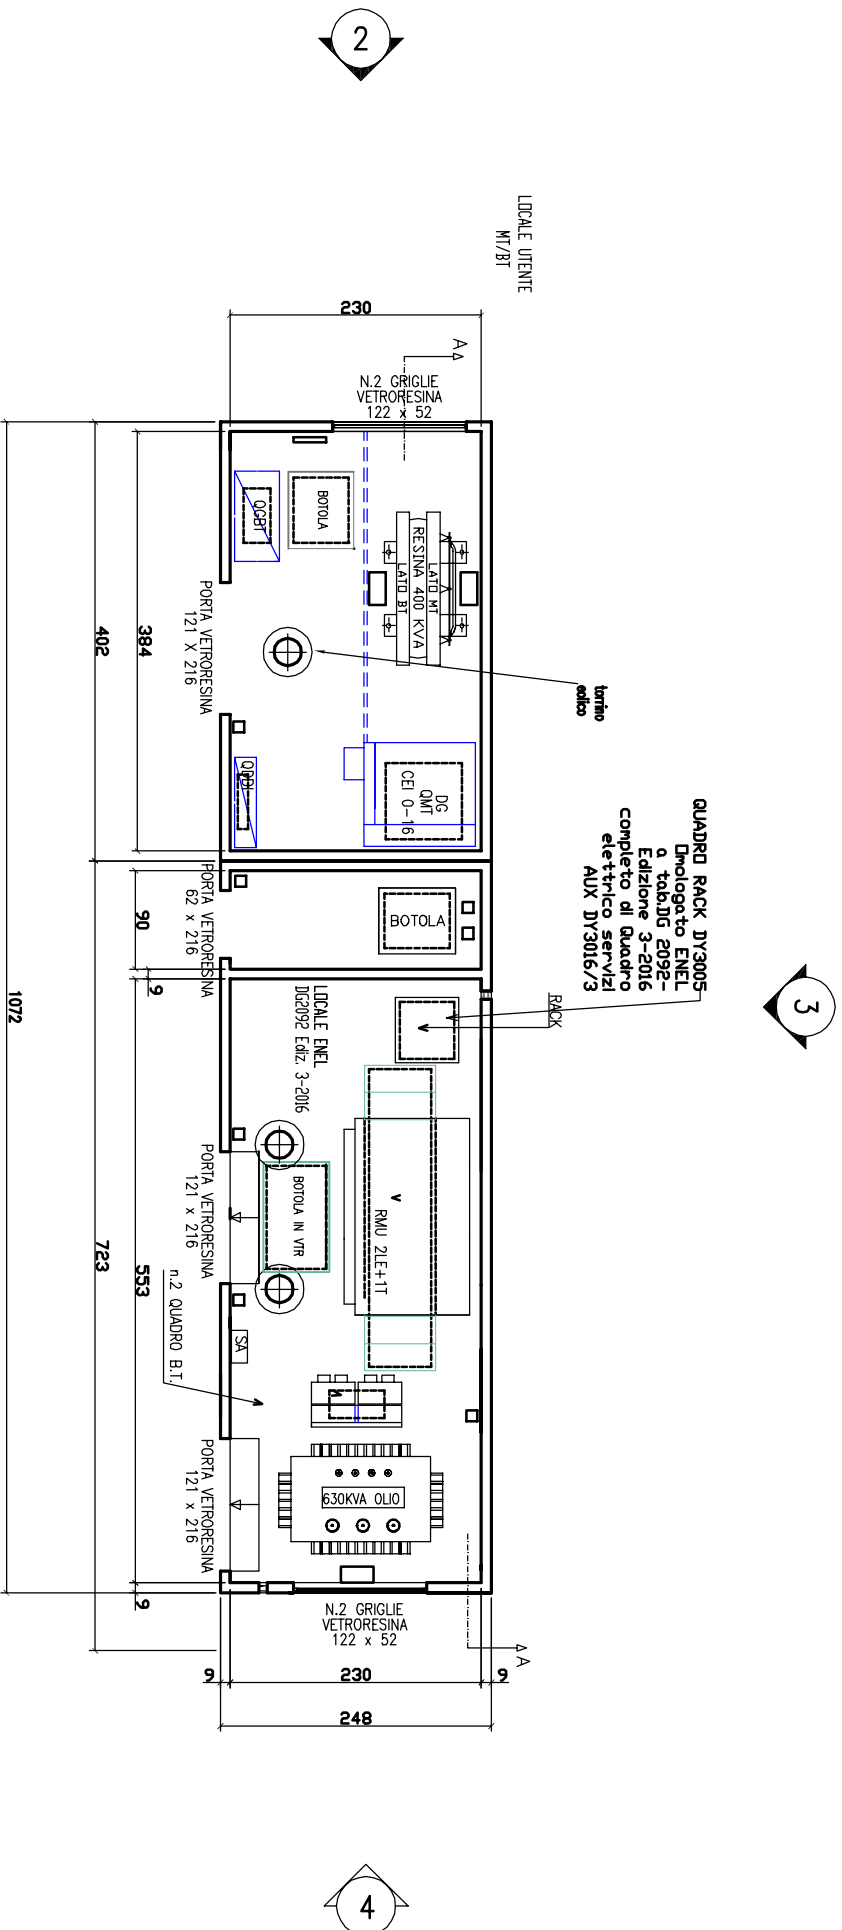 2
LOCALE UTENTE
MT/BT
230
A
N.2 GRIGLIE
VETRORESINA
122 x 52
QGBT
BOTOLA
LATO MT
RESINA 400 KVA
LATO BT
PORTA VETRORESINA
121 X 216
384
402
torrino
eolico
DG
QMT
CEI 0-16
QUADRO RACK DY3005
Omologato ENEL
a tab.DG 2092-
Edizione 3-2016
completo di Quadro
elettrico servizi
AUX DY3016/3
PORTA VETRORESINA
62 x 216
90
BOTOLA
9
1072
3
RACK
LOCALE ENEL
DG2092 Ediz. 3-2016
PORTA VETRORESINA
121 x 216
BOTOLA IN VTR
RMU 2LE+1T
723
553
n.2 QUADRO B.T.
SA
PORTA VETRORESINA
121 x 216
630KVA OLIO
9
N.2 GRIGLIE
VETRORESINA
122 x 52
A
9
230
9
248
4